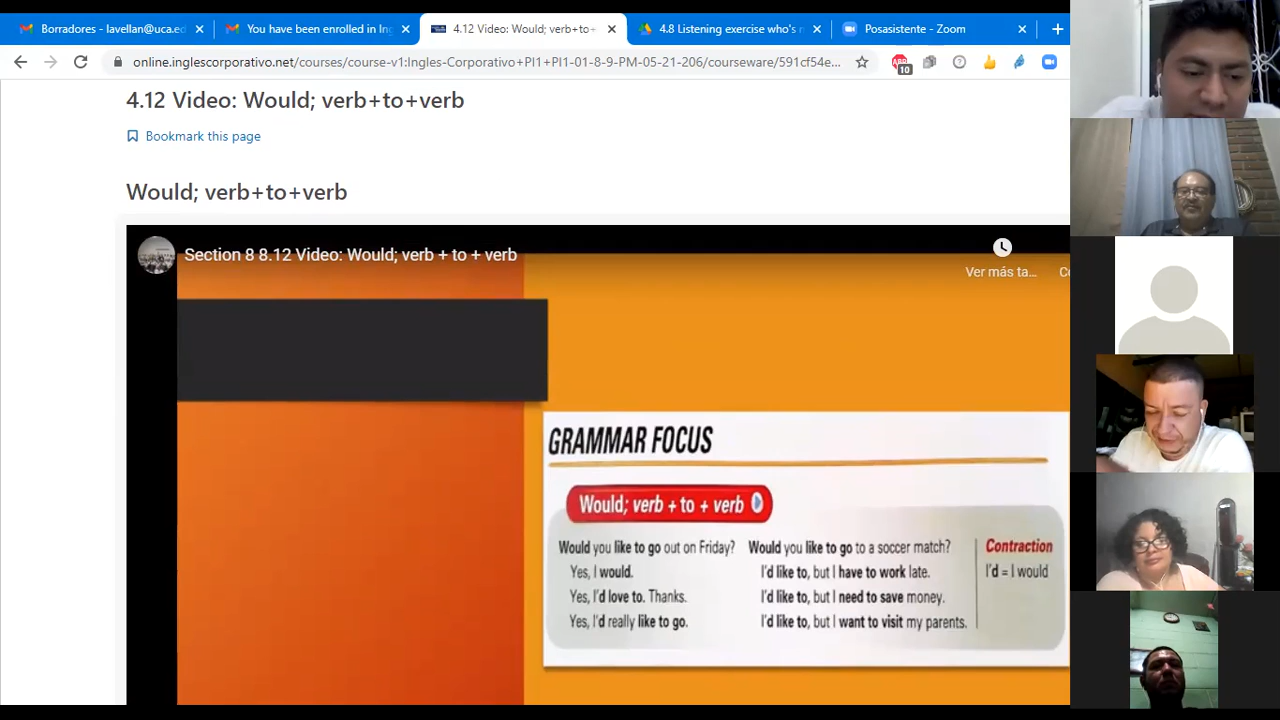 Borradores - lavellan@uca.ed
You have been enrolled in Ing
4.12 Video: Would; verb+to+
4.8 Listening exercise who's r
Posasistente - Zoom
online.inglescorporativo.net/courses/course-v1:Ingles-Corporativo+PI1+PI1-01-8-9-PM-05-21-206/courseware/591cf54e...
ABP
10
4.12 Video: Would; verb+to+verb
Bookmark this page
Would; verb+to+verb
Section 8 8.12 Video: Would; verb + to + verb
Ver más ta...
GRAMMAR FOCUS
Would; verb + to + verb
Would you like to go out on Friday?
Yes, I would.
Yes, I'd love to. Thanks.
Yes, I'd really like to go.
Would you like to go to a soccer match?
I'd like to, but I have to work late.
I'd like to, but I need to save money.
I'd like to, but I want to visit my parents.
Contraction
I'd = I would